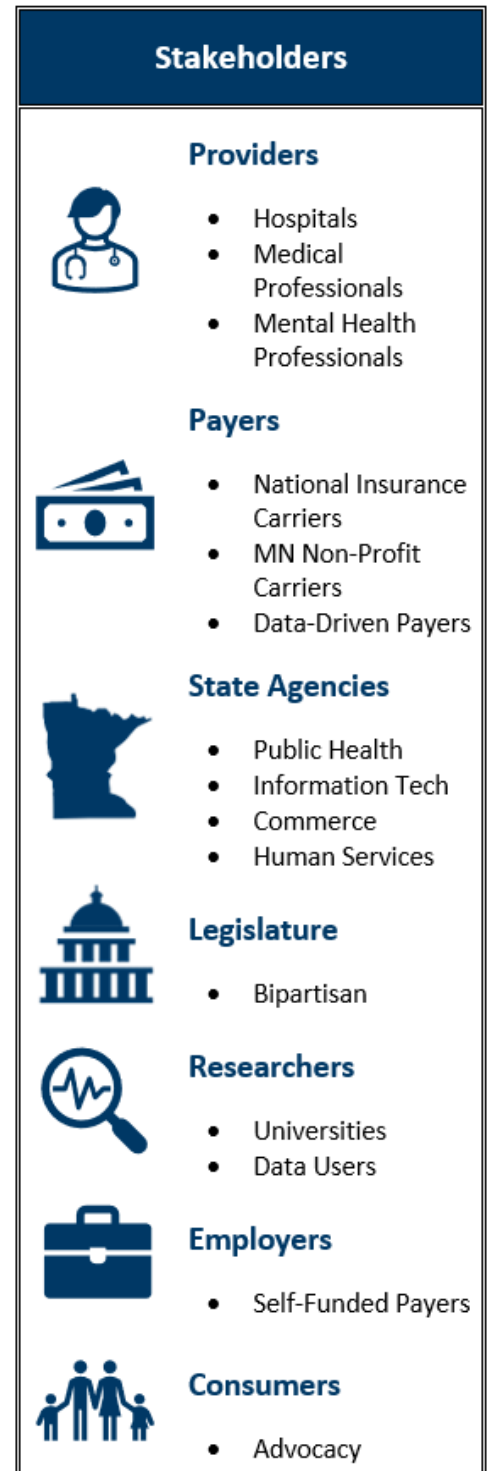 Stakeholders
Providers
• Hospitals
• Medical
Professionals
• Mental Health
Professionals
Payers
• National Insurance
Carriers
• MN Non-Profit
Carriers
• Data-Driven Payers
State Agencies
• Public Health
• Information Tech
• Commerce
• Human Services
Legislature
• Bipartisan
Researchers
• Universities
• Data Users
Employers
• Self-Funded Payers
Consumers
• Advocacy